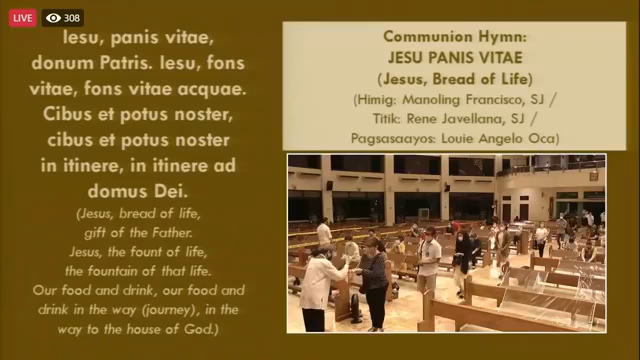 LIVE
308
Iesu, panis vitae,
donum Patris. Iesu, fons
vitae, fons vitae acquae.
Cibus et potus noster,
cibus et potus noster
in itinere, in itinere ad
domus Dei.
(Jesus, bread of life,
gift of the Father.
Jesus, the fount of life,
the fountain of that life.
Our food and drink, our food and
drink in the way (journey), in the
way to the house of God.)
Communion Hymn:
JESU PANIS VITAE
(Jesus, Bread of Life)
(Himig: Manoling Francisco, SJ /
Titik: Rene Javellana, SJ /
Pagsasaayos: Louie Angelo Oca)